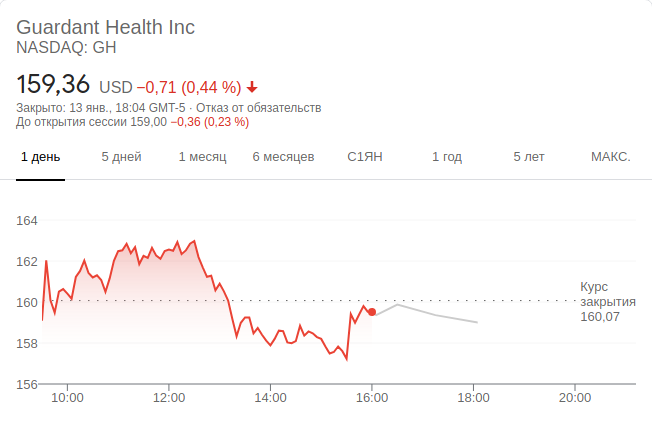 Guardant Health Inc
NASDAQ: GH
159,36 USD −0,71 (0,44 %)
Закрыто: 13 янв., 18:04 GMT-5 · Отказ от обязательств
До открытия сессии 159,00 −0,36 (0,23 %)
1 день 5 дней 1 месяц 6 месяцев С1ЯН 1 год 5 лет МАКС.
164
162
160
158
156
Курс
закрытия
160,07
10:00 12:00 14:00 16:00 18:00 20:00